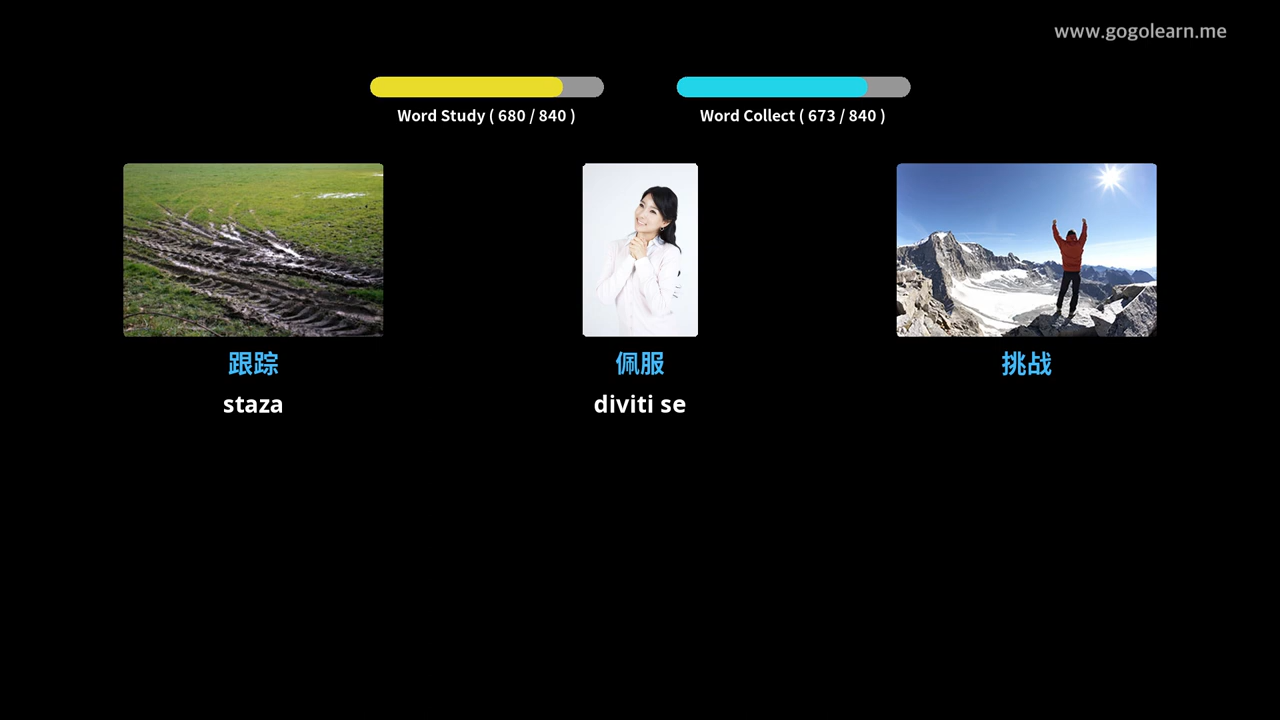 www.gogolearn.me
Word Study ( 680 / 840 )
Word Collect ( 673 / 840 )
跟踪
佩服
挑战
staza
diviti se